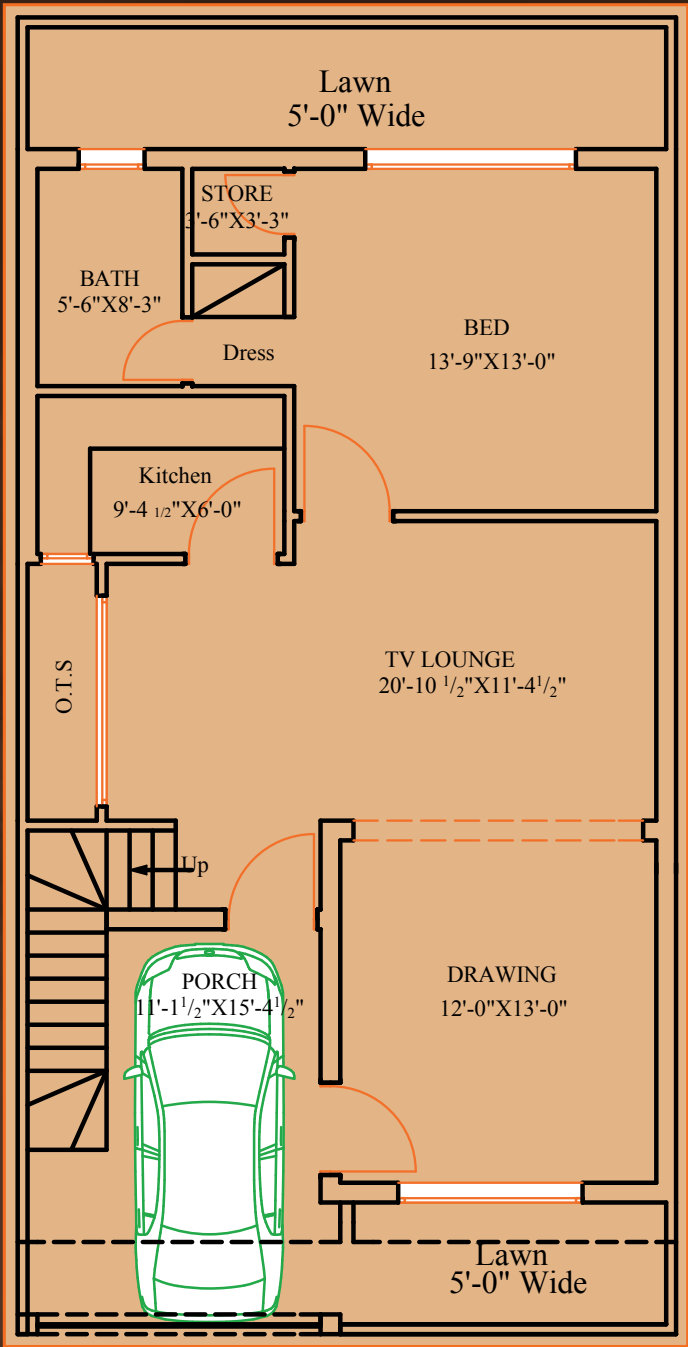 Lawn
5'-0" Wide
STORE
3'-6"X3'-3"
BATH
5'-6"X8'-3"
Dress
BED
13'-9"X13'-0"
Kitchen
9'-4 1/2"X6'-0"
O.T.S
TV LOUNGE
20'-10 1/2"X11'-4 1/2"
Up
PORCH
11'-1 1/2"X15'-4 1/2"
DRAWING
12'-0"X13'-0"
Lawn
5'-0" Wide